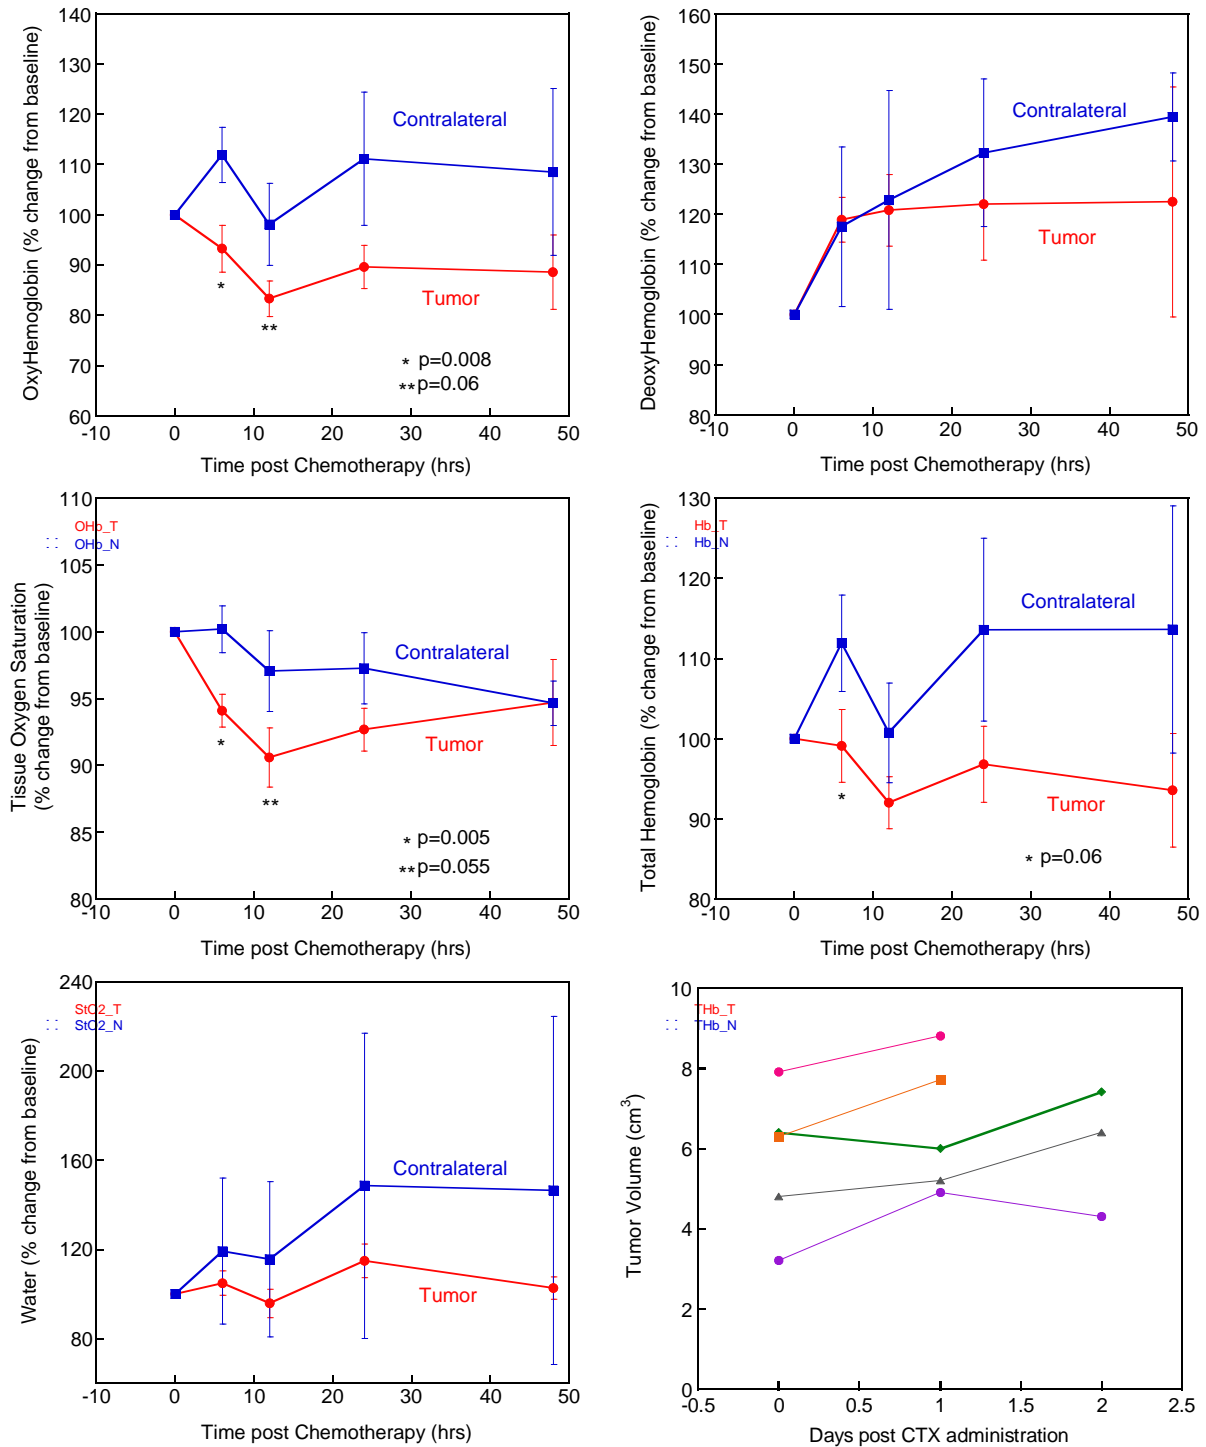 140
130
120
110
100
90
80
70
60
-10
0
10
20
30
40
50
OxyHemoglobin (% change from baseline)
Contralateral
Tumor
*
**
* p=0.008
**p=0.06
Time post Chemotherapy (hrs)
160
150
140
130
120
110
100
90
80
-10
0
10
20
30
40
50
DeoxyHemoglobin (% change from baseline)
Contralateral
Tumor
Time post Chemotherapy (hrs)
110
105
100
95
90
85
80
-10
0
10
20
30
40
50
OHb_T
OHb_N
Tissue Oxygen Saturation
(% change from baseline)
Contralateral
Tumor
*
**
* p=0.005
**p=0.055
Time post Chemotherapy (hrs)
130
120
110
100
90
80
-10
0
10
20
30
40
50
Hb_T
Hb_N
Total Hemoglobin (% change from baseline)
Contralateral
Tumor
*
* p=0.06
Time post Chemotherapy (hrs)
240
200
160
120
80
-10
0
10
20
30
40
50
StO2_T
StO2_N
Water (% change from baseline)
Contralateral
Tumor
Time post Chemotherapy (hrs)
10
8
6
4
2
0
-0.5
0
0.5
1
1.5
2
2.5
THb_T
THb_N
Tumor Volume (cm³)
Days post CTX administration